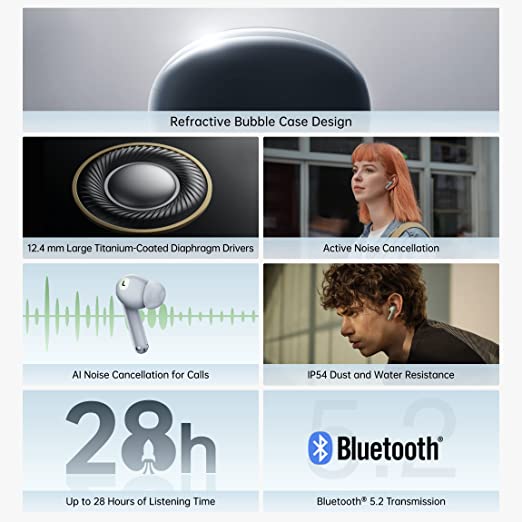 Refractive Bubble Case Design
12.4 mm Large Titanium-Coated Diaphragm Drivers
Active Noise Cancellation
L
AI Noise Cancellation for Calls
IP54 Dust and Water Resistance
28h
Up to 28 Hours of Listening Time
5.2
Bluetooth®
Bluetooth® 5.2 Transmission